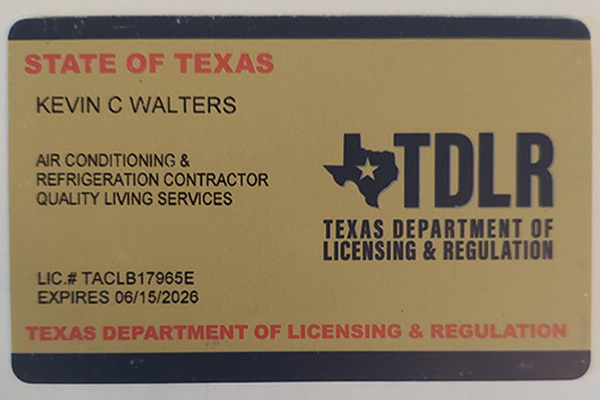 STATE OF TEXAS
KEVIN C WALTERS
AIR CONDITIONING &
REFRIGERATION CONTRACTOR
QUALITY LIVING SERVICES
TDLR
TEXAS DEPARTMENT OF
LICENSING & REGULATION
LIC.# TACLB17965E
EXPIRES 06/15/2026
TEXAS DEPARTMENT OF LICENSING & REGULATION